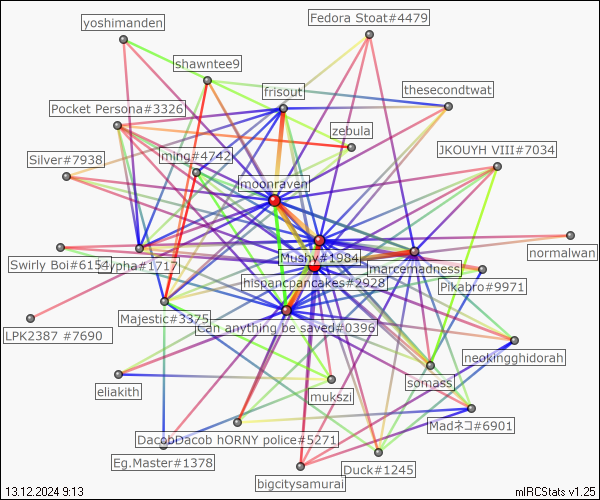 Fedora Stoat#4479
yoshimanden
shawntee9
frisout
thesecondtwat
Pocket Persona#3326
zebula
JKOUYH VIII#7034
ming#4742
Silver#7938
moonraven
normalwan
Mushy#1984
Swirly Boi#6154
ypha#1717
marcemadness
hispancpancakes#2928
Pikabro#9971
Majestic#3375
Can anything be saved#0396
LPK2387 #7690
neokingghidorah
somass
eliakith
mukszi
Madネコ#6901
DacobDacob hORNY police#5271
Eg.Master#1378
Duck#1245
bigcitysamurai
13.12.2024 9:13
mIRCStats v1.25